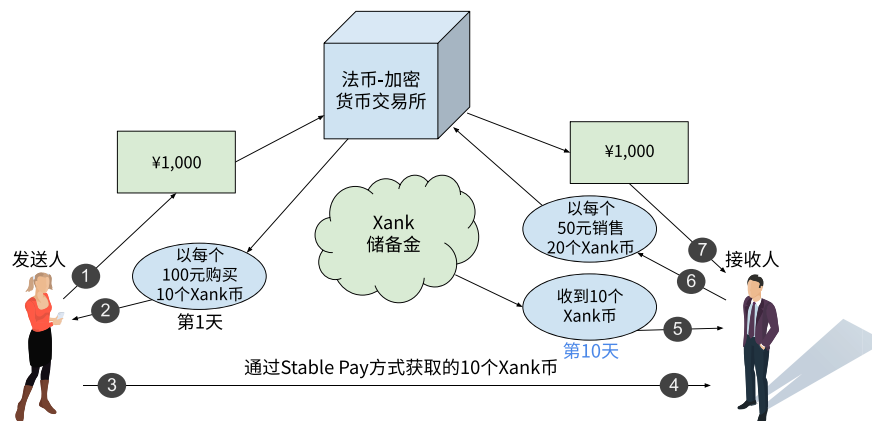 法币-加密
货币交易所
¥1,000
¥1,000
Xank
储备金
以每个
50元销售
20个Xank币
发送人
1
以每个
100元购买
10个Xank币
7
接收人
6
2
第1天
收到10个
Xank币
5
第10天
通过Stable Pay方式获取的10个Xank币
3
4